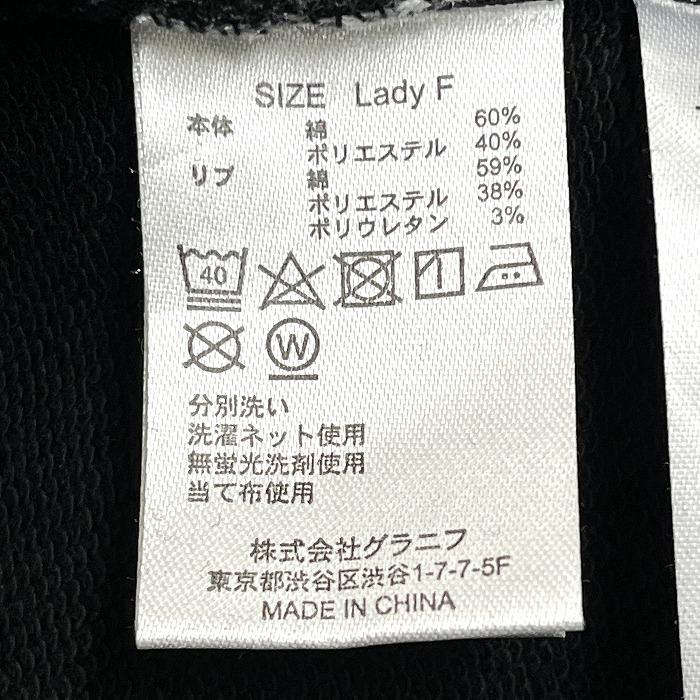 SIZE Lady F
本体 綿 60%
ポリエステル 40%
リブ 綿 59%
ポリエステル 38%
ポリウレタン 3%
40
W
分別洗い
洗濯ネット使用
無蛍光洗剤使用
当て布使用
株式会社グラニフ
東京都渋谷区渋谷1-7-7-5F
MADE IN CHINA